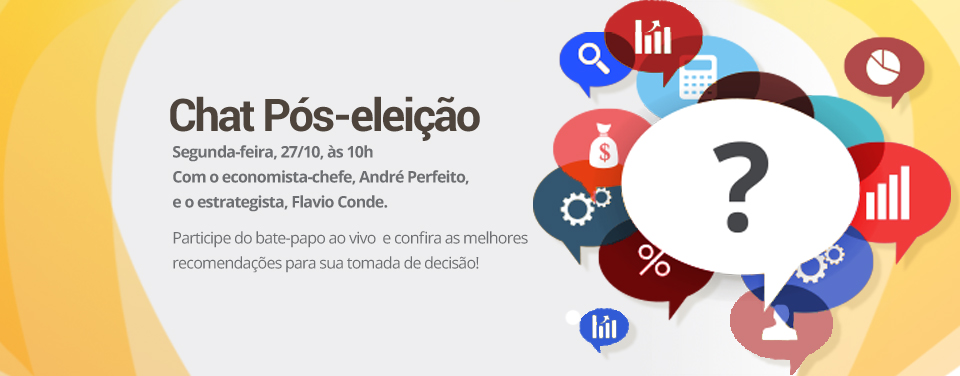 Chat Pós-eleição
Segunda-feira, 27/10, às 10h
Com o economista-chefe, André Perfeito,
e o estrategista, Flavio Conde.
Participe do bate-papo ao vivo e confira as melhores
recomendações para sua tomada de decisão!
$
?
%